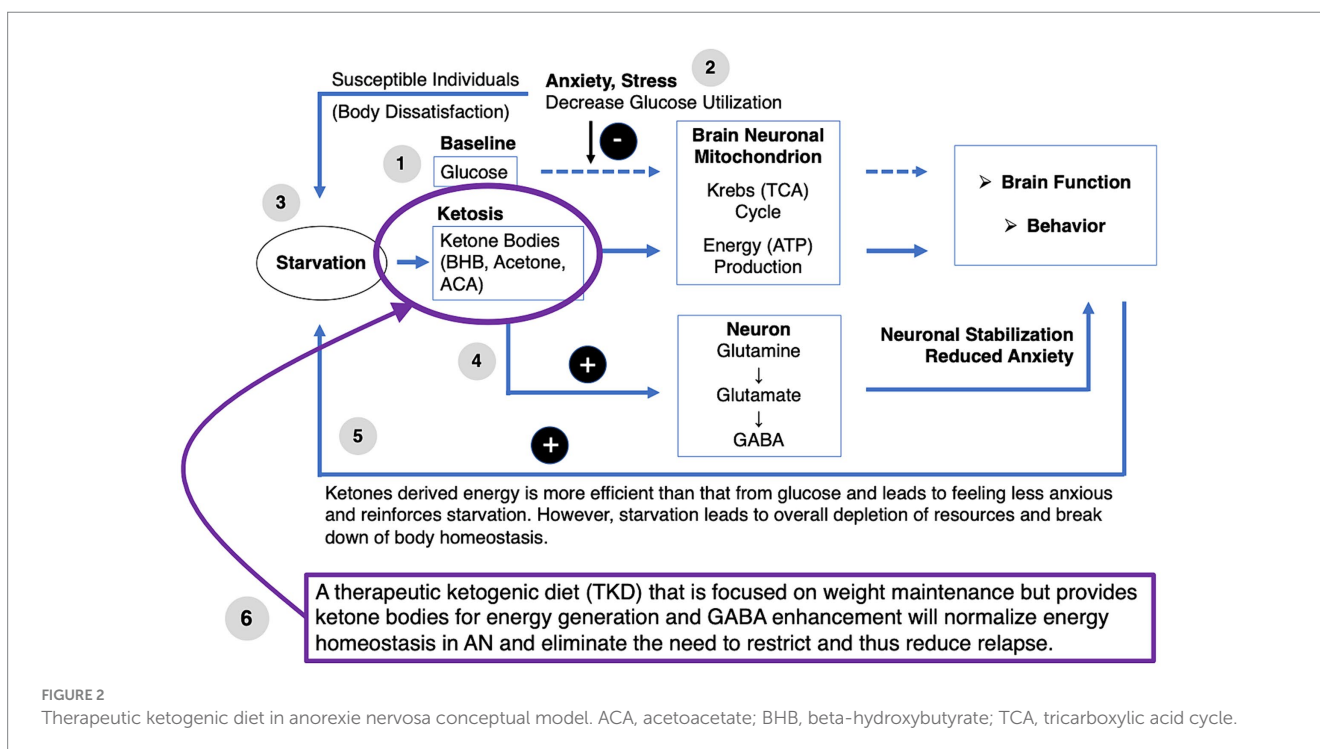 Susceptible Individuals
(Body Dissatisfaction)
Anxiety, Stress
Decrease Glucose Utilization
2
-
Baseline
1
Glucose
3
Starvation
Ketosis
Ketone Bodies
(BHB, Acetone,
ACA)
Brain Neuronal
Mitochondrion
Krebs (TCA)
Cycle
Energy (ATP)
Production
➢ Brain Function
➢ Behavior
4
+
Neuron
Glutamine
↓
Glutamate
↓
GABA
Neuronal Stabilization
Reduced Anxiety
5
+
Ketones derived energy is more efficient than that from glucose and leads to feeling less anxious
and reinforces starvation. However, starvation leads to overall depletion of resources and break
down of body homeostasis.
6
A therapeutic ketogenic diet (TKD) that is focused on weight maintenance but provides
ketone bodies for energy generation and GABA enhancement will normalize energy
homeostasis in AN and eliminate the need to restrict and thus reduce relapse.
FIGURE 2
Therapeutic ketogenic diet in anorexie nervosa conceptual model. ACA, acetoacetate; BHB, beta-hydroxybutyrate; TCA, tricarboxylic acid cycle.